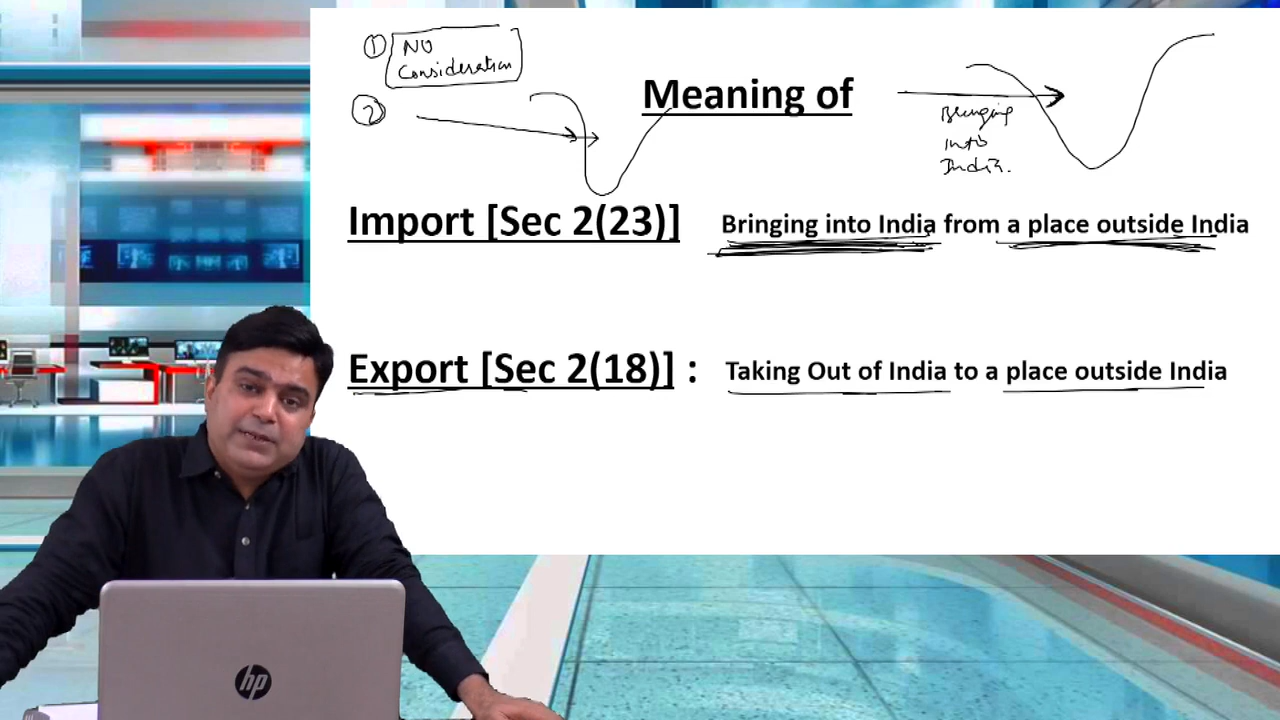 ① NO
Consideration
②
Meaning of
Bringing
into
India.
Import [Sec 2(23)]
Bringing into India from a place outside India
Export [Sec 2(18)] :
Taking Out of India to a place outside India
hp